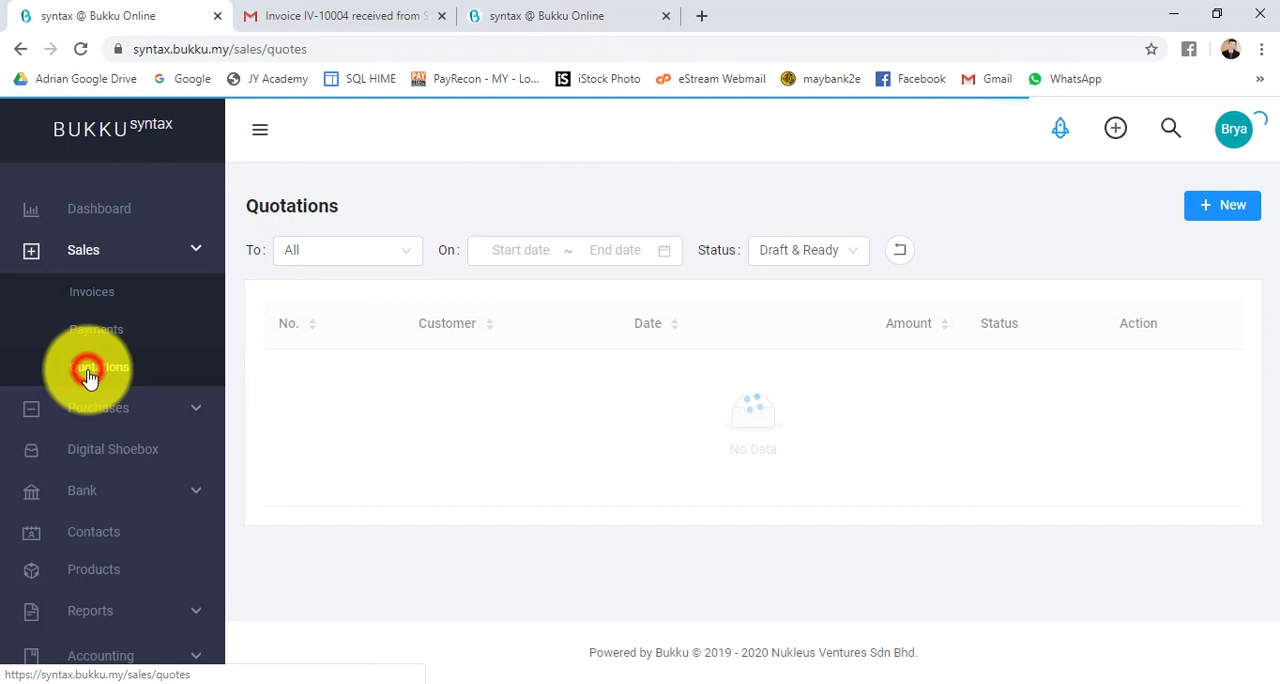 syntax @ Bukku Online
Invoice IV-10004 received from S
syntax @ Bukku Online
syntax.bukku.my/sales/quotes
Adrian Google Drive
Google
JY Academy
SQL HIME
PayRecon - MY - Lo...
iStock Photo
eStream Webmail
maybank2e
Facebook
Gmail
WhatsApp
BUKKU syntax
Brya
Dashboard
Sales
Invoices
Payments
Quotations
Purchases
Digital Shoebox
Bank
Contacts
Products
Reports
Accounting
Quotations
+ New
To: All On: Start date ~ End date Status: Draft & Ready
No. Customer Date Amount Status Action
No Data
Powered by Bukku © 2019 - 2020 Nukleus Ventures Sdn Bhd.
https://syntax.bukku.my/sales/quotes